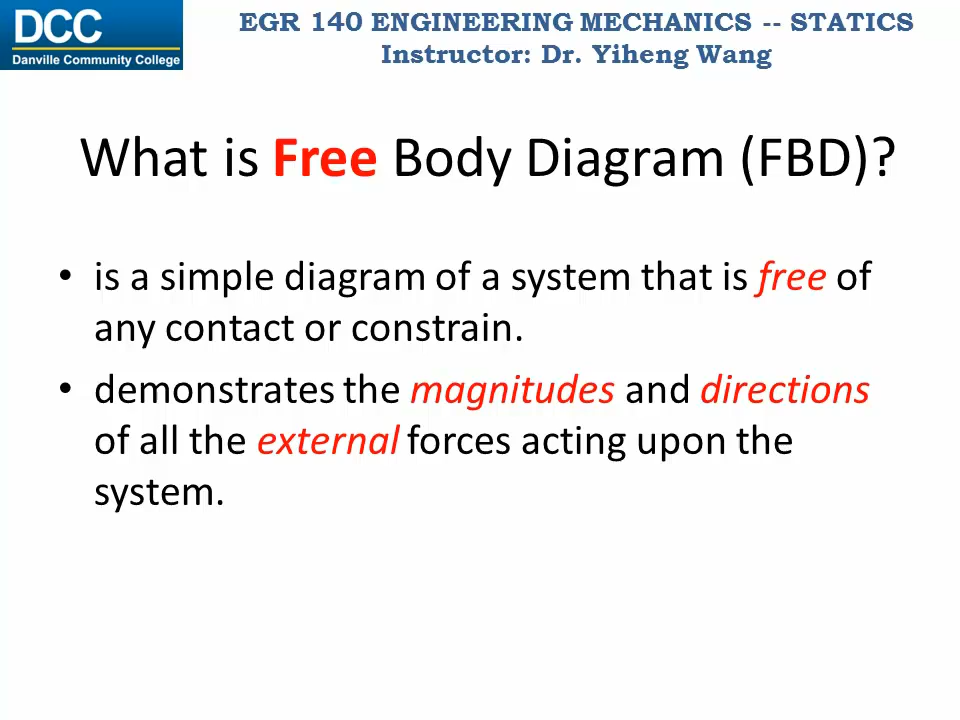 DCC
Danville Community College
EGR 140 ENGINEERING MECHANICS -- STATICS
Instructor: Dr. Yiheng Wang
What is Free Body Diagram (FBD)?
• is a simple diagram of a system that is free of
any contact or constrain.
• demonstrates the magnitudes and directions
of all the external forces acting upon the
system.